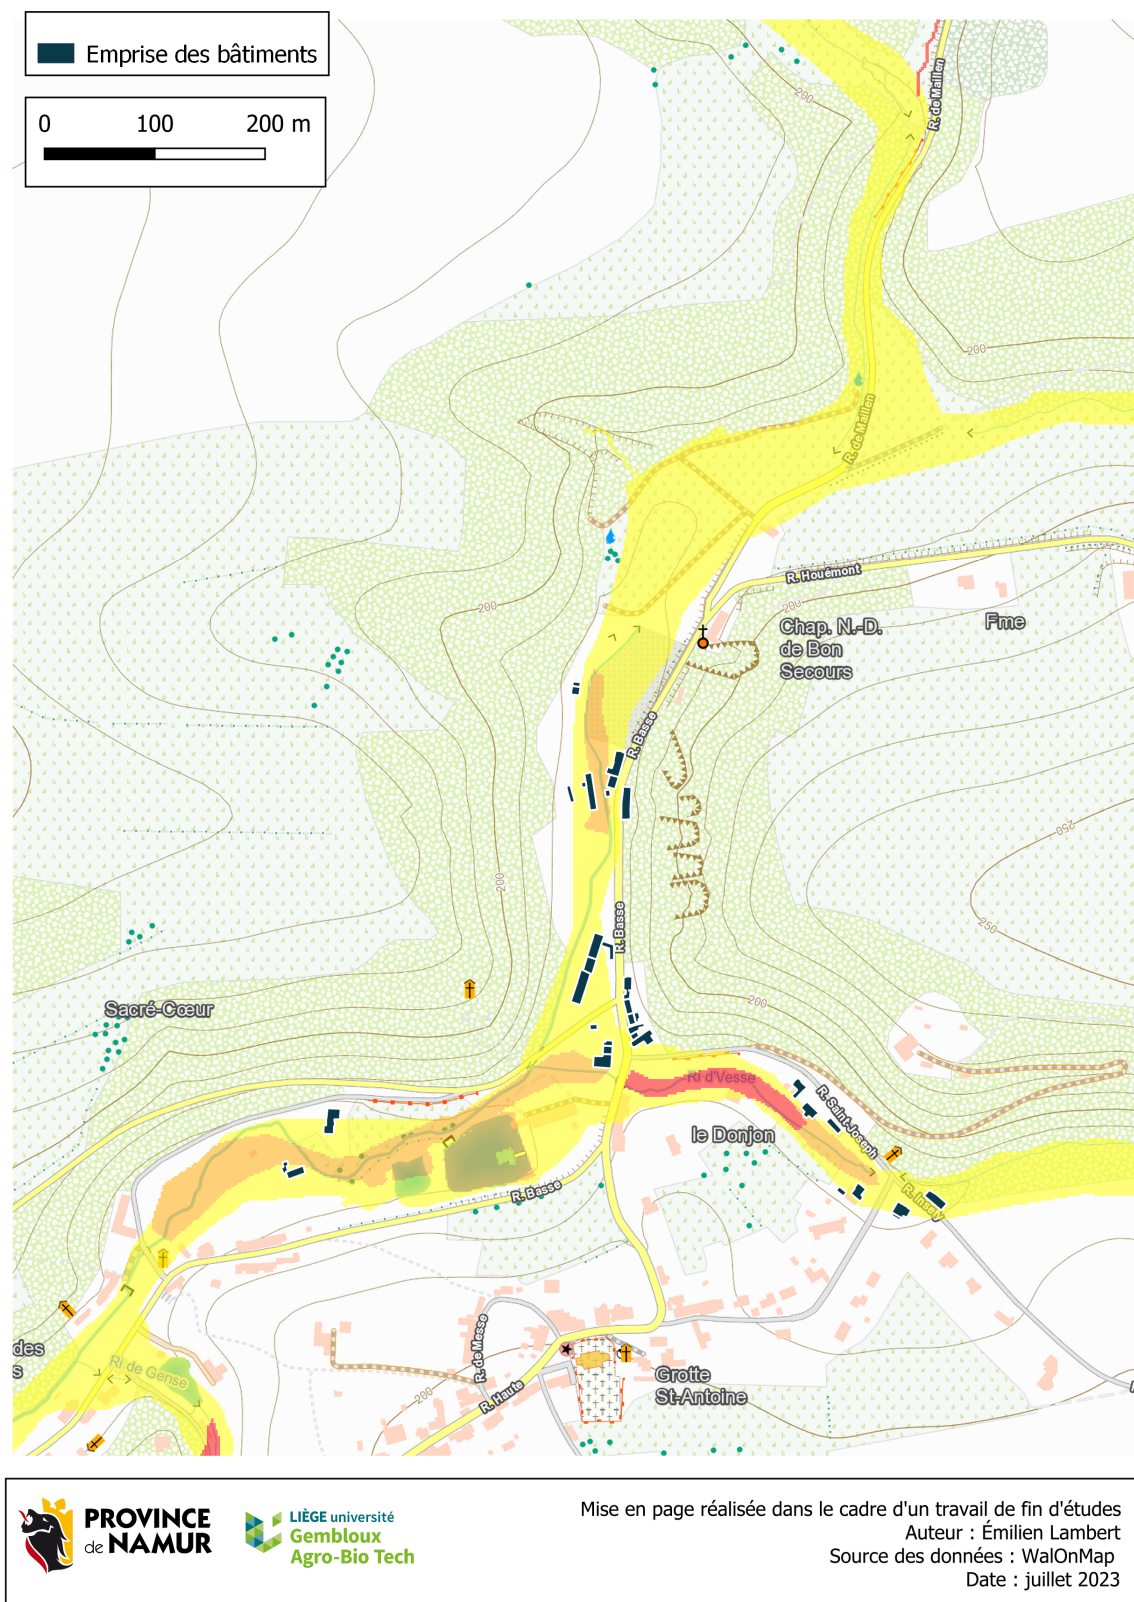 Emprise des bâtiments
0 100 200 m
200
R. de Maillen
200
R. de Maillen
R. Houémont
200
200
Chap. N.-D.
de Bon
Secours
Fme
R. Basse
250
200
R. Basse
250
Sacré-Cœur
200
Ri d'Vesse
R. Saint-Joseph
le Donjon
R. Basse
R. Inseły
des
s
Ri de Gense
R. de Messe
200
R. Haute
Grotte
St-Antoine
PROVINCE
de NAMUR
LIÈGE université
Gembloux
Agro-Bio Tech
Mise en page réalisée dans le cadre d'un travail de fin d'études
Auteur : Émilien Lambert
Source des données : WalOnMap
Date : juillet 2023